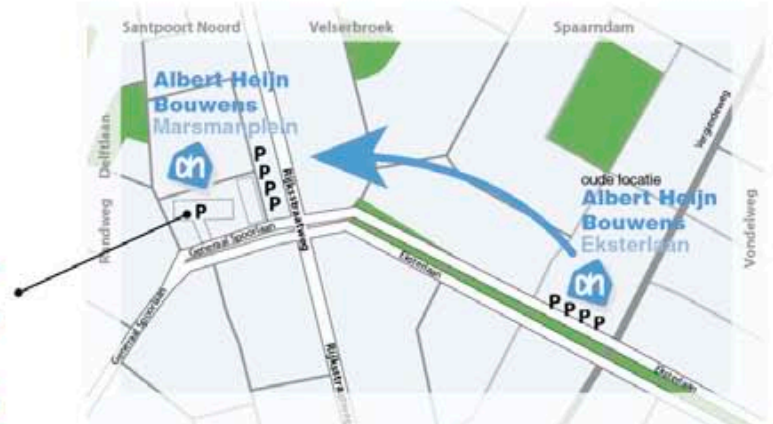 Santpoort Noord
Velserbroek
Spaarndam
Albert Heijn
Bouwens
Marsmanplein
Delftlaan
Randweg
P
P
P
P
P
Rijksstraatweg
Generaal Spoorlaan
Generaal Spoorlaan
Rijksstra
Vergierdeweg
Vondelweg
oude locatie
Albert Heijn
Bouwens
Eksterlaan
P P P P
Eksterlaan
Eksterlaan